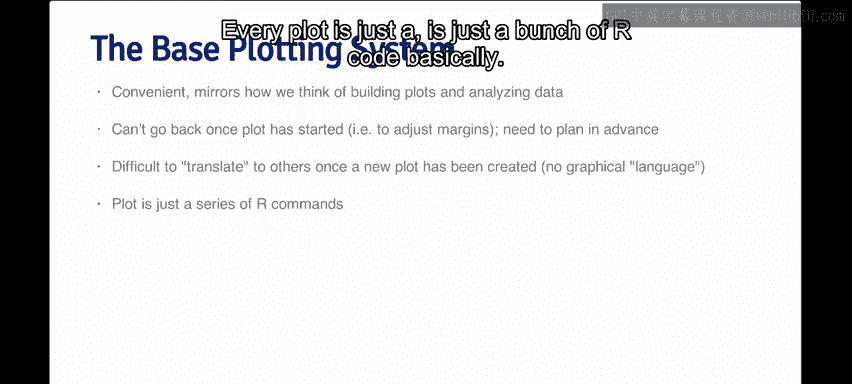 Every plot is just a, is just a bunch of R
code basically.
The Base Plotting System
· Convenient, mirrors how we think of building plots and analyzing data
· Can't go back once plot has started (i.e. to adjust margins); need to plan in advance
· Difficult to "translate" to others once a new plot has been created (no graphical "language")
· Plot is just a series of R commands